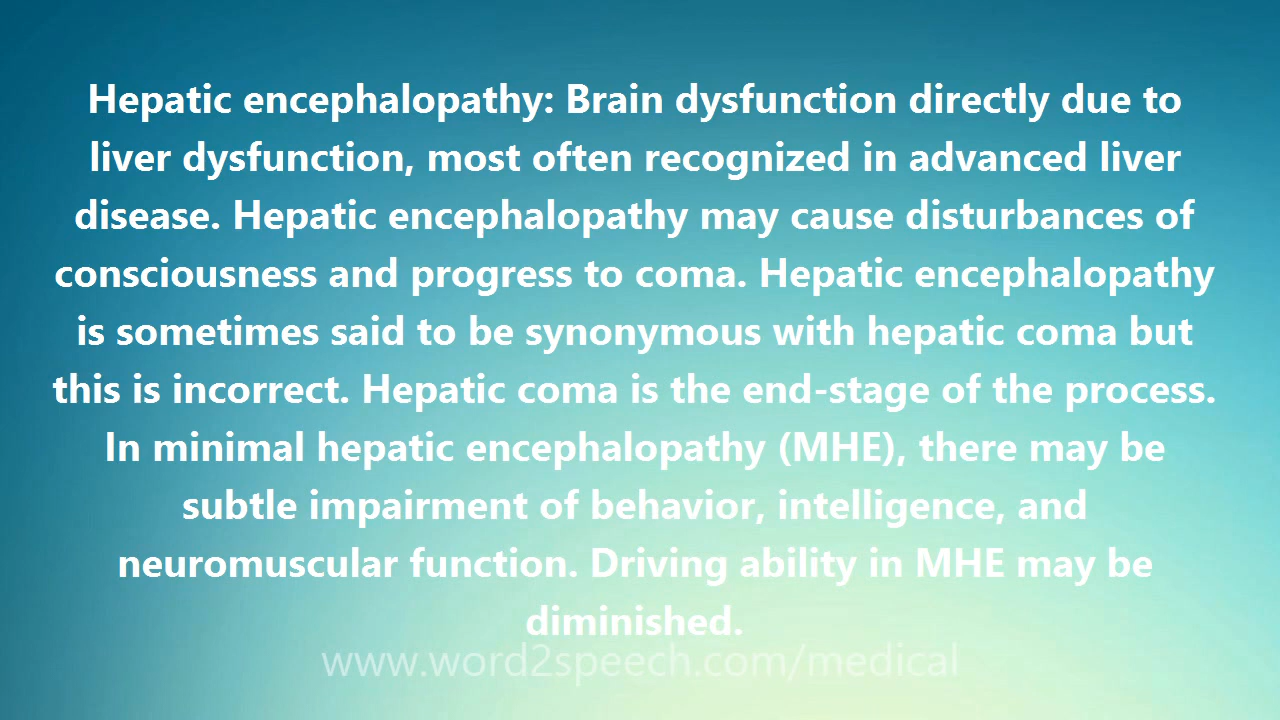 Hepatic encephalopathy: Brain dysfunction directly due to
liver dysfunction, most often recognized in advanced liver
disease. Hepatic encephalopathy may cause disturbances of
consciousness and progress to coma. Hepatic encephalopathy
is sometimes said to be synonymous with hepatic coma but
this is incorrect. Hepatic coma is the end-stage of the process.
In minimal hepatic encephalopathy (MHE), there may be
subtle impairment of behavior, intelligence, and
neuromuscular function. Driving ability in MHE may be
diminished.
www.word2speech.com/medical